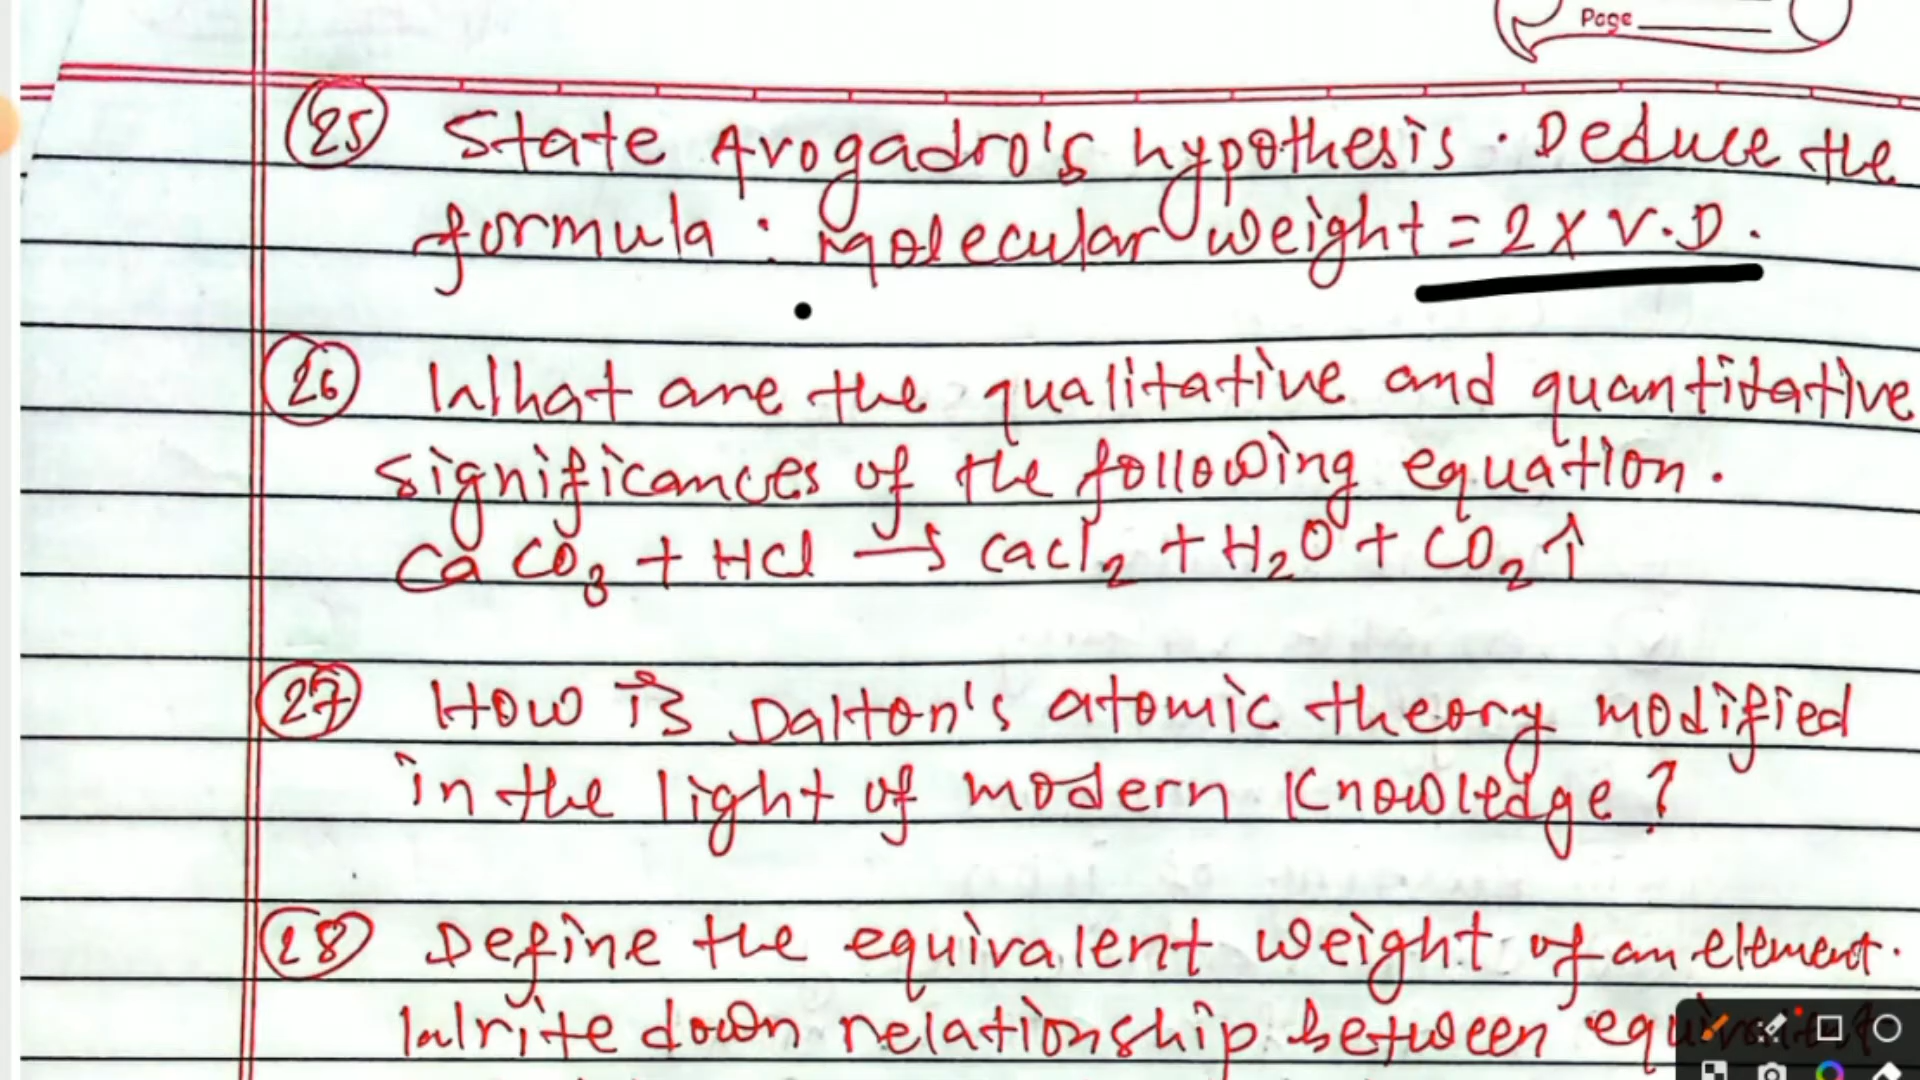 Page
25 State Avogadro's hypothesis. Deduce the
formula : Molecular weight = 2 x V.D.
26 What are the qualitative and quantitative
significances of the following equation.
CaCO3 + HCl → CaCl2 + H2O + CO2 ↑
27 How is Dalton's atomic theory modified
in the light of modern knowledge?
28 Define the equivalent weight of an element.
Write down relationship between